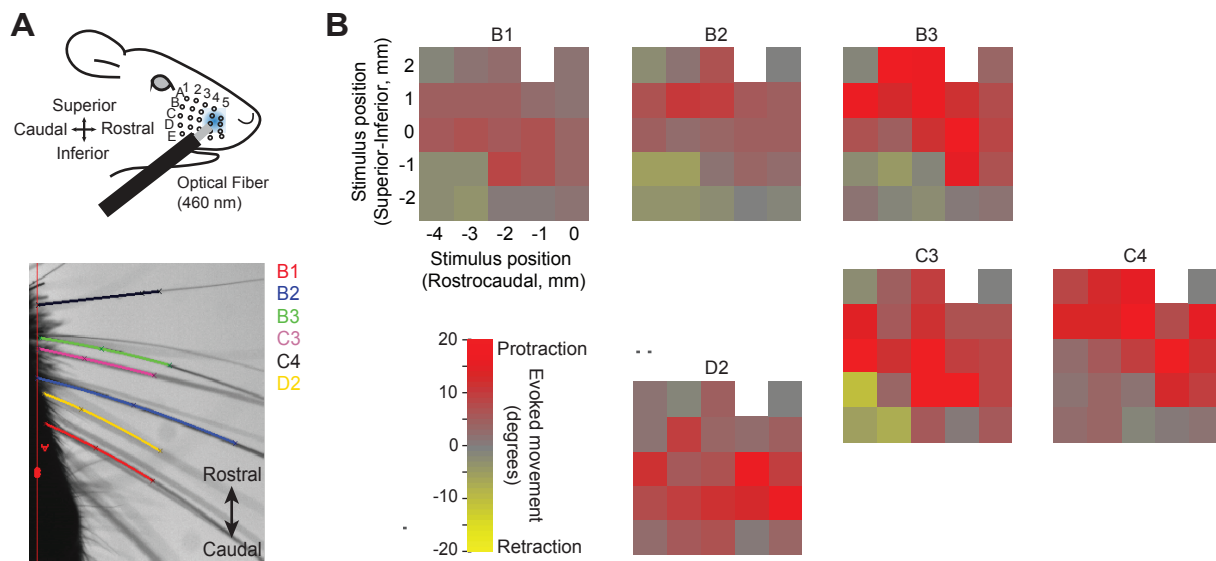 A
1 2 3 4 5
A
B
C
D
E
Superior
Caudal Rostral
Inferior
Optical Fiber
(460 nm)
B1
B2
B3
C3
C4
D2
Rostral
Caudal
B
B1
B2
B3
Stimulus position
(Superior-Inferior, mm)
2
1
0
-1
-2
-4 -3 -2 -1 0
Stimulus position
(Rostrocaudal, mm)
C3
C4
D2
20
10
0
-10
-20
Protraction
Evoked movement
(degrees)
Retraction